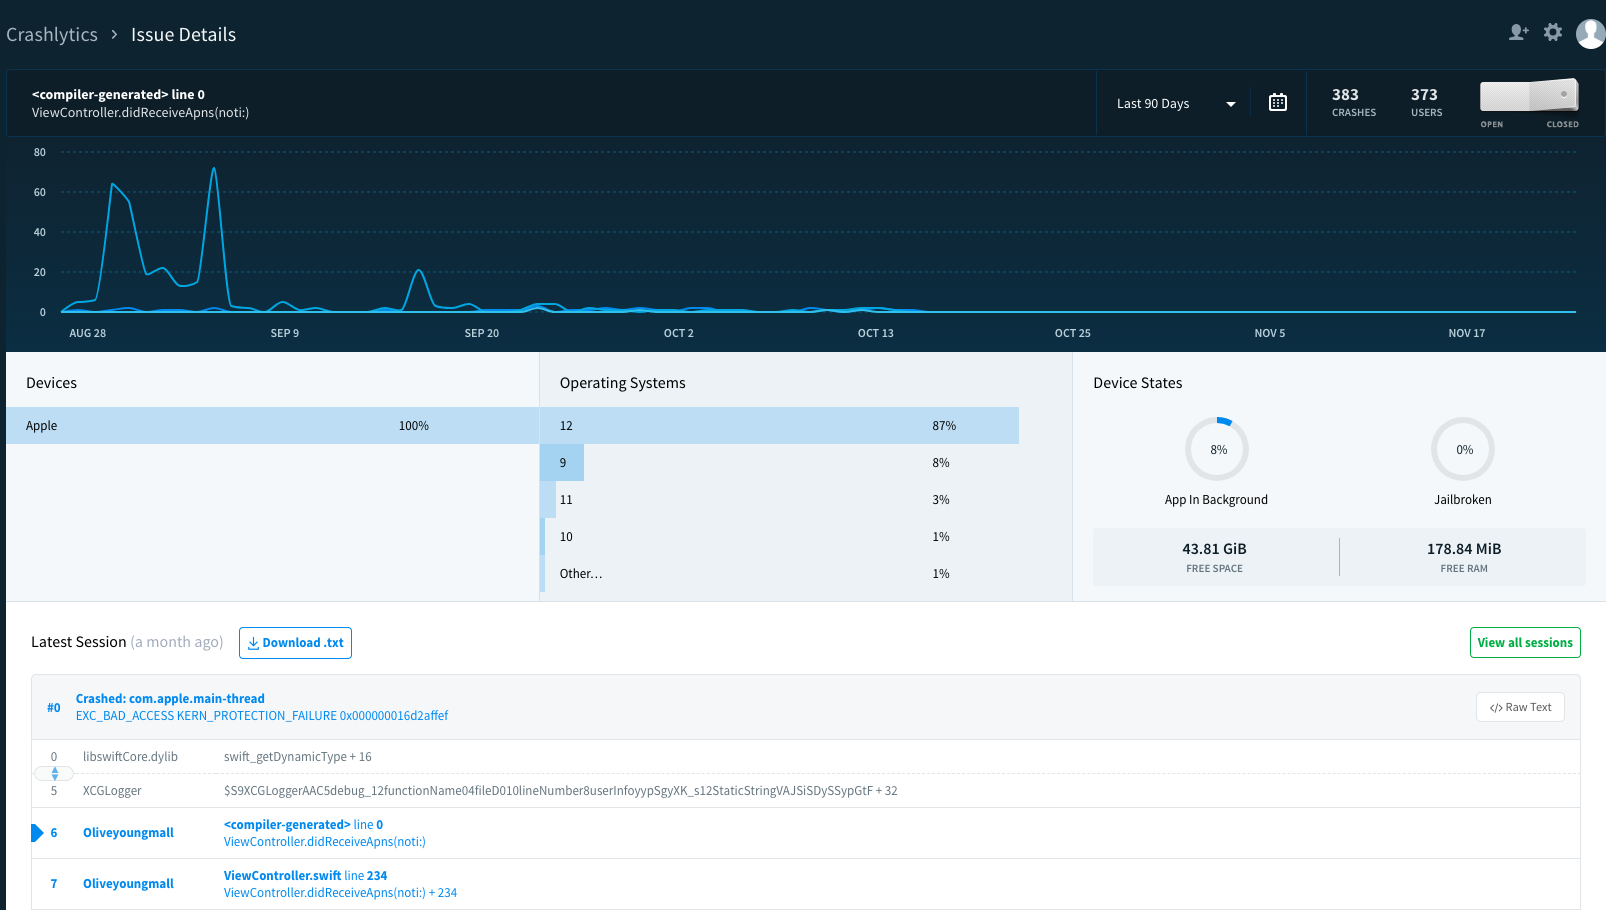 Crashlytics > Issue Details
<compiler-generated> line 0
ViewController.didReceiveApns(noti:)
Last 90 Days
383
CRASHES
373
USERS
OPEN
CLOSED
80
60
40
20
0
AUG 28
SEP 9
SEP 20
OCT 2
OCT 13
OCT 25
NOV 5
NOV 17
Devices
Apple 100%
Operating Systems
12 87%
9 8%
11 3%
10 1%
Other... 1%
Device States
8%
App In Background
0%
Jailbroken
43.81 GiB
FREE SPACE
178.84 MiB
FREE RAM
Latest Session (a month ago)
Download .txt
View all sessions
#0
Crashed: com.apple.main-thread
EXC_BAD_ACCESS KERN_PROTECTION_FAILURE 0x000000016d2affef
</> Raw Text
0 libswiftCore.dylib swift_getDynamicType + 16
5 XCGLogger $S9XCGLoggerAAC5debug_12functionName04fileD010lineNumber8userInfoyypSgyXK_s12StaticStringVAJSiSDySSypGtF + 32
6 Oliveyoungmall <compiler-generated> line 0
ViewController.didReceiveApns(noti:)
7 Oliveyoungmall ViewController.swift line 234
ViewController.didReceiveApns(noti:) + 234